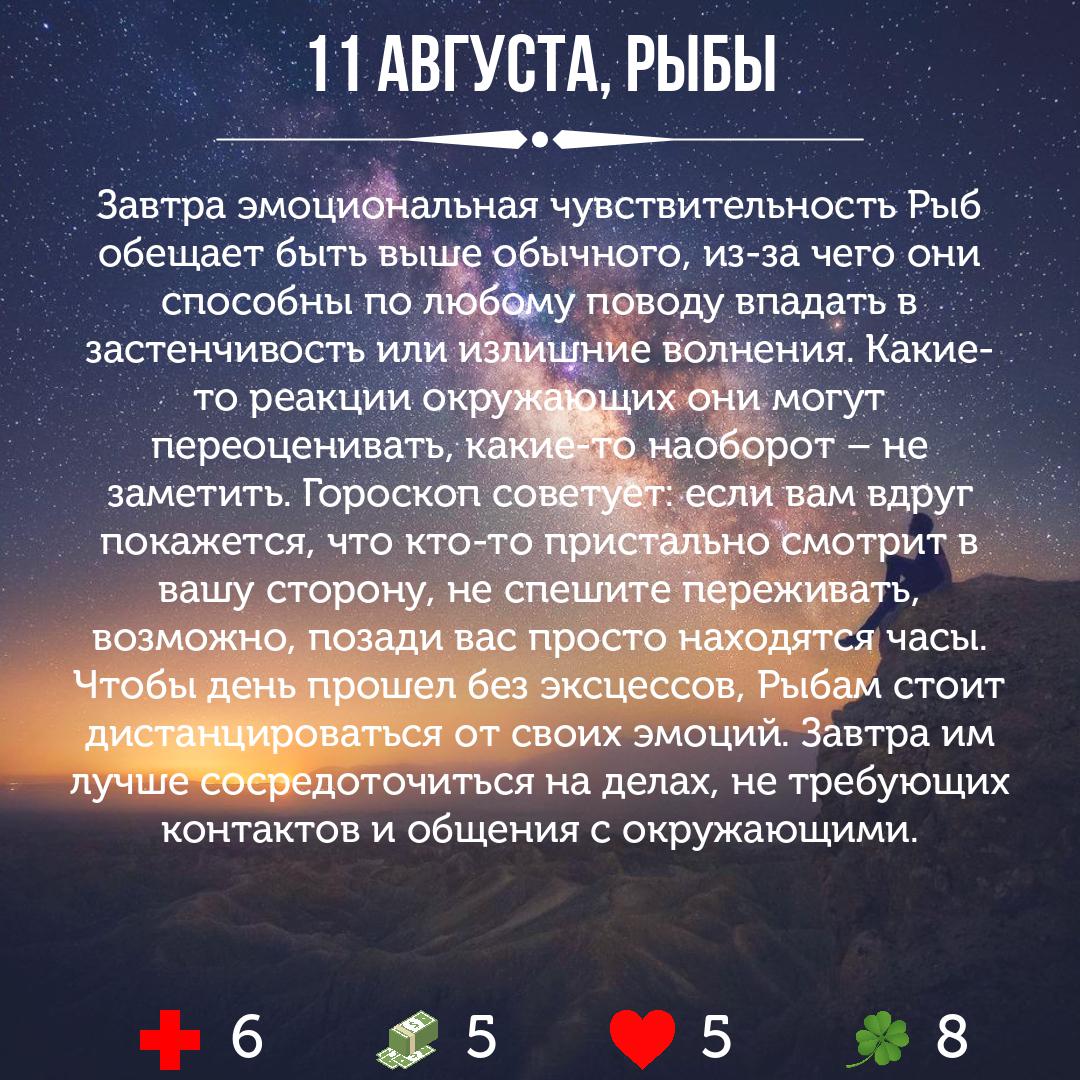 11 АВГУСТА, РЫБЫ
Завтра эмоциональная чувствительность Рыб
обещает быть выше обычного, из-за чего они
способны по любому поводу впадать в
застенчивость или излишние волнения. Какие-
то реакции окружающих они могут
переоценивать, какие-то наоборот – не
заметить. Гороскоп советует: если вам вдруг
покажется, что кто-то пристально смотрит в
вашу сторону, не спешите переживать,
возможно, позади вас просто находятся часы.
Чтобы день прошел без эксцессов, Рыбам стоит
дистанцироваться от своих эмоций. Завтра им
лучше сосредоточиться на делах, не требующих
контактов и общения с окружающими.
6 5 5 8